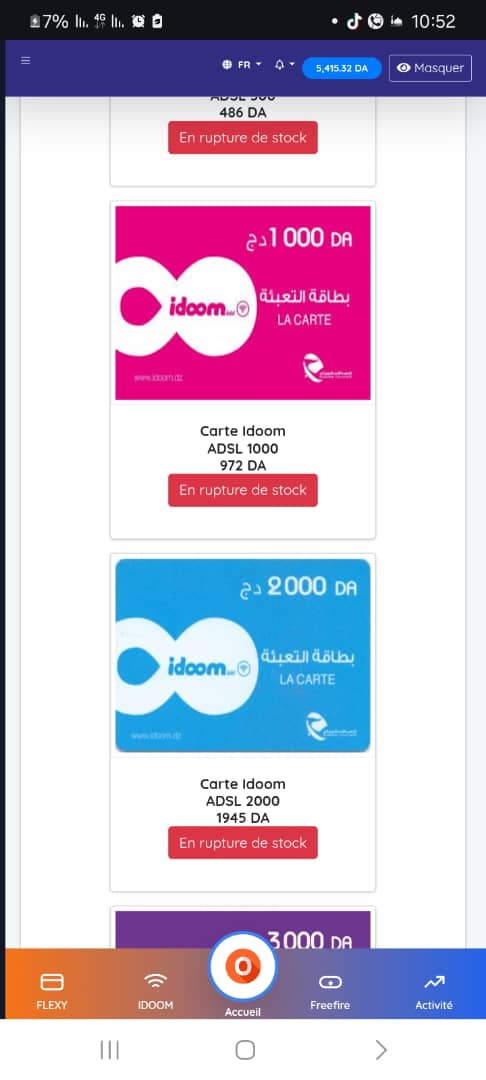 7% 4G 10:52
FR 5,415.32 DA Masquer
486 DA
En rupture de stock
دج 1 000 DA
idoom
بطاقة التعبئة
LA CARTE
www.idoom.dz
Carte Idoom
ADSL 1000
972 DA
En rupture de stock
دج 2000 DA
idoom
بطاقة التعبئة
LA CARTE
www.idoom.dz
Carte Idoom
ADSL 2000
1945 DA
En rupture de stock
3 000 DA
FLEXY IDOOM Accueil Freefire Activité